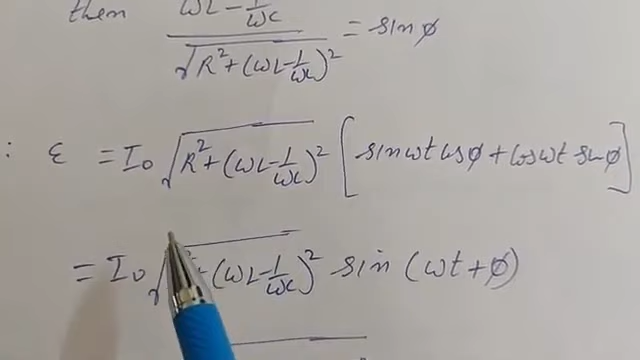 then (ωL - 1/ωC) / √(R² + (ωL - 1/ωC)²) = sin φ
: ε = I₀ √(R² + (ωL - 1/ωC)²) [sin ωt cos φ + cos ωt sin φ]
= I₀ √(R² + (ωL - 1/ωC)²) sin (ωt + φ)